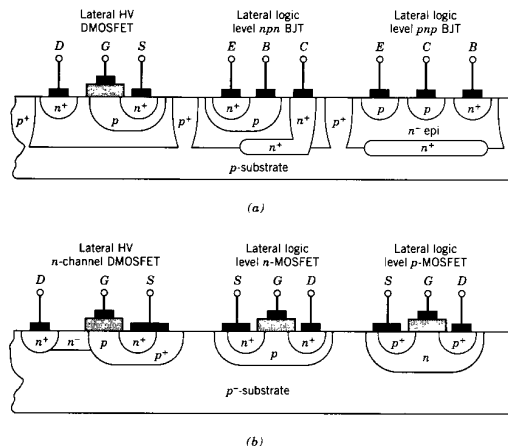 Lateral HV
DMOSFET
Lateral logic
level npn BJT
Lateral logic
level pnp BJT
D G S E B C E C B
p+ n+ p n+ p+ n+ p n+ p+ p p n+
n− epi
n+ n+
p-substrate
(a)
Lateral HV
n-channel DMOSFET
Lateral logic
level n-MOSFET
Lateral logic
level p-MOSFET
D G S S G D S G D
n+ n− p n+ p+ n+ p n+ p+ n p+
p−-substrate
(b)